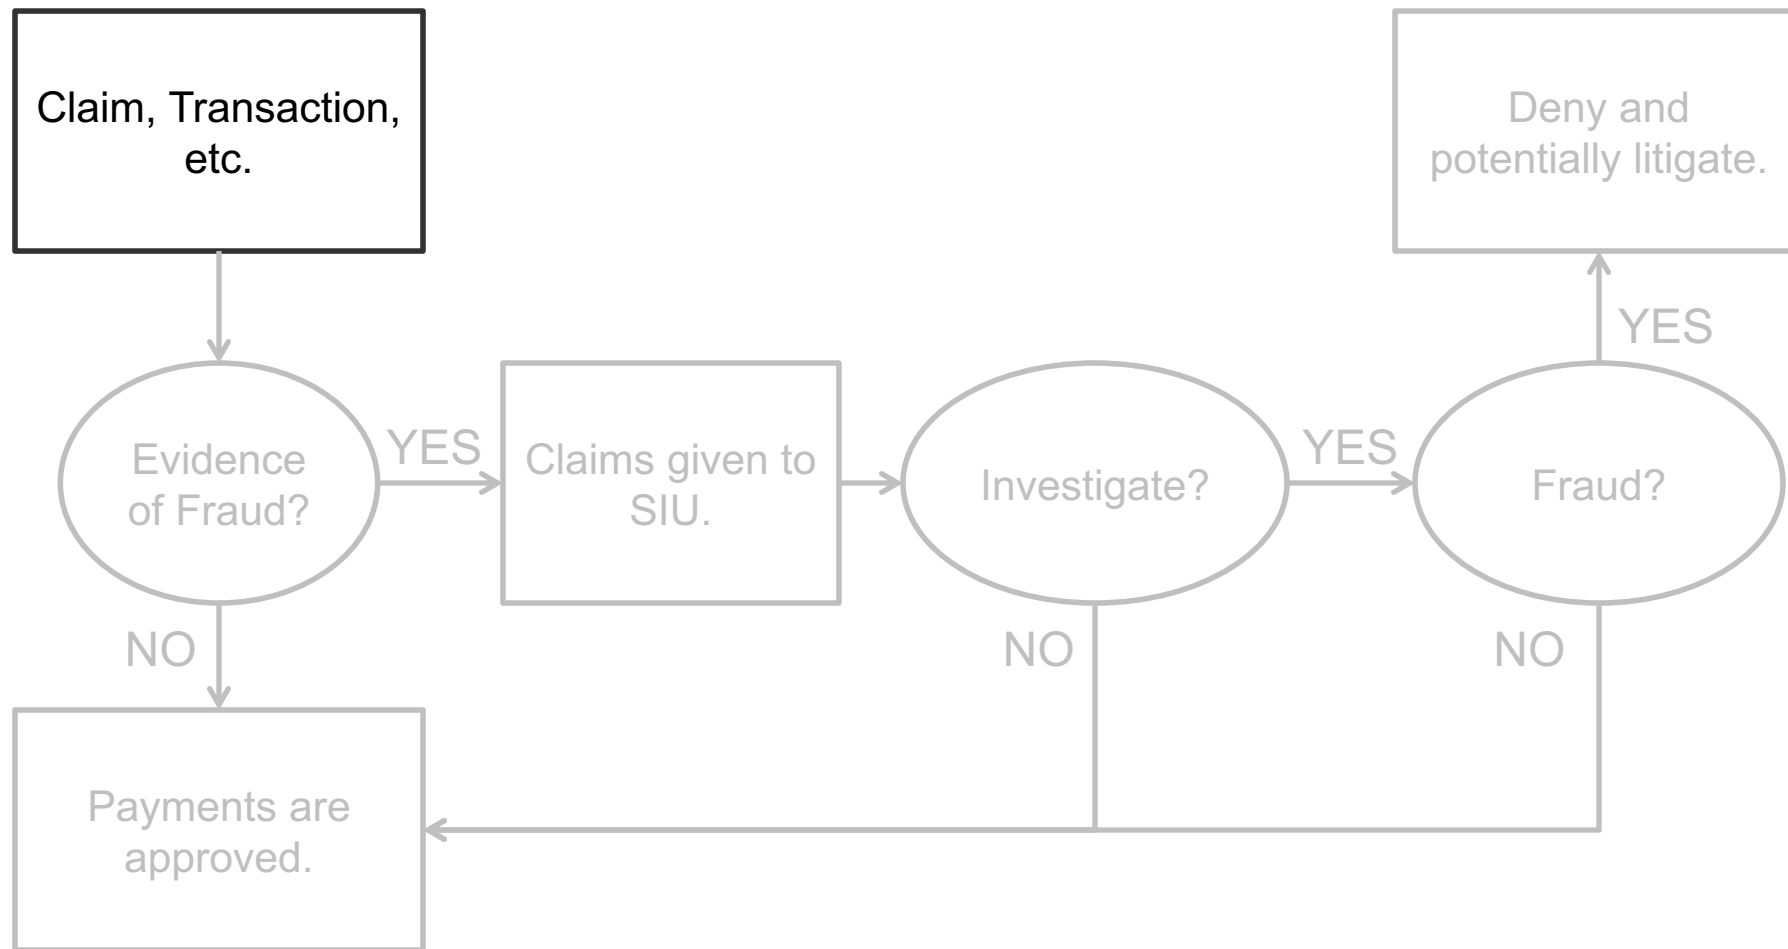 Claim, Transaction,
etc.
Deny and
potentially litigate.
YES
Evidence
of Fraud?
YES
Claims given to
SIU.
Investigate?
YES
Fraud?
NO
NO
NO
Payments are
approved.